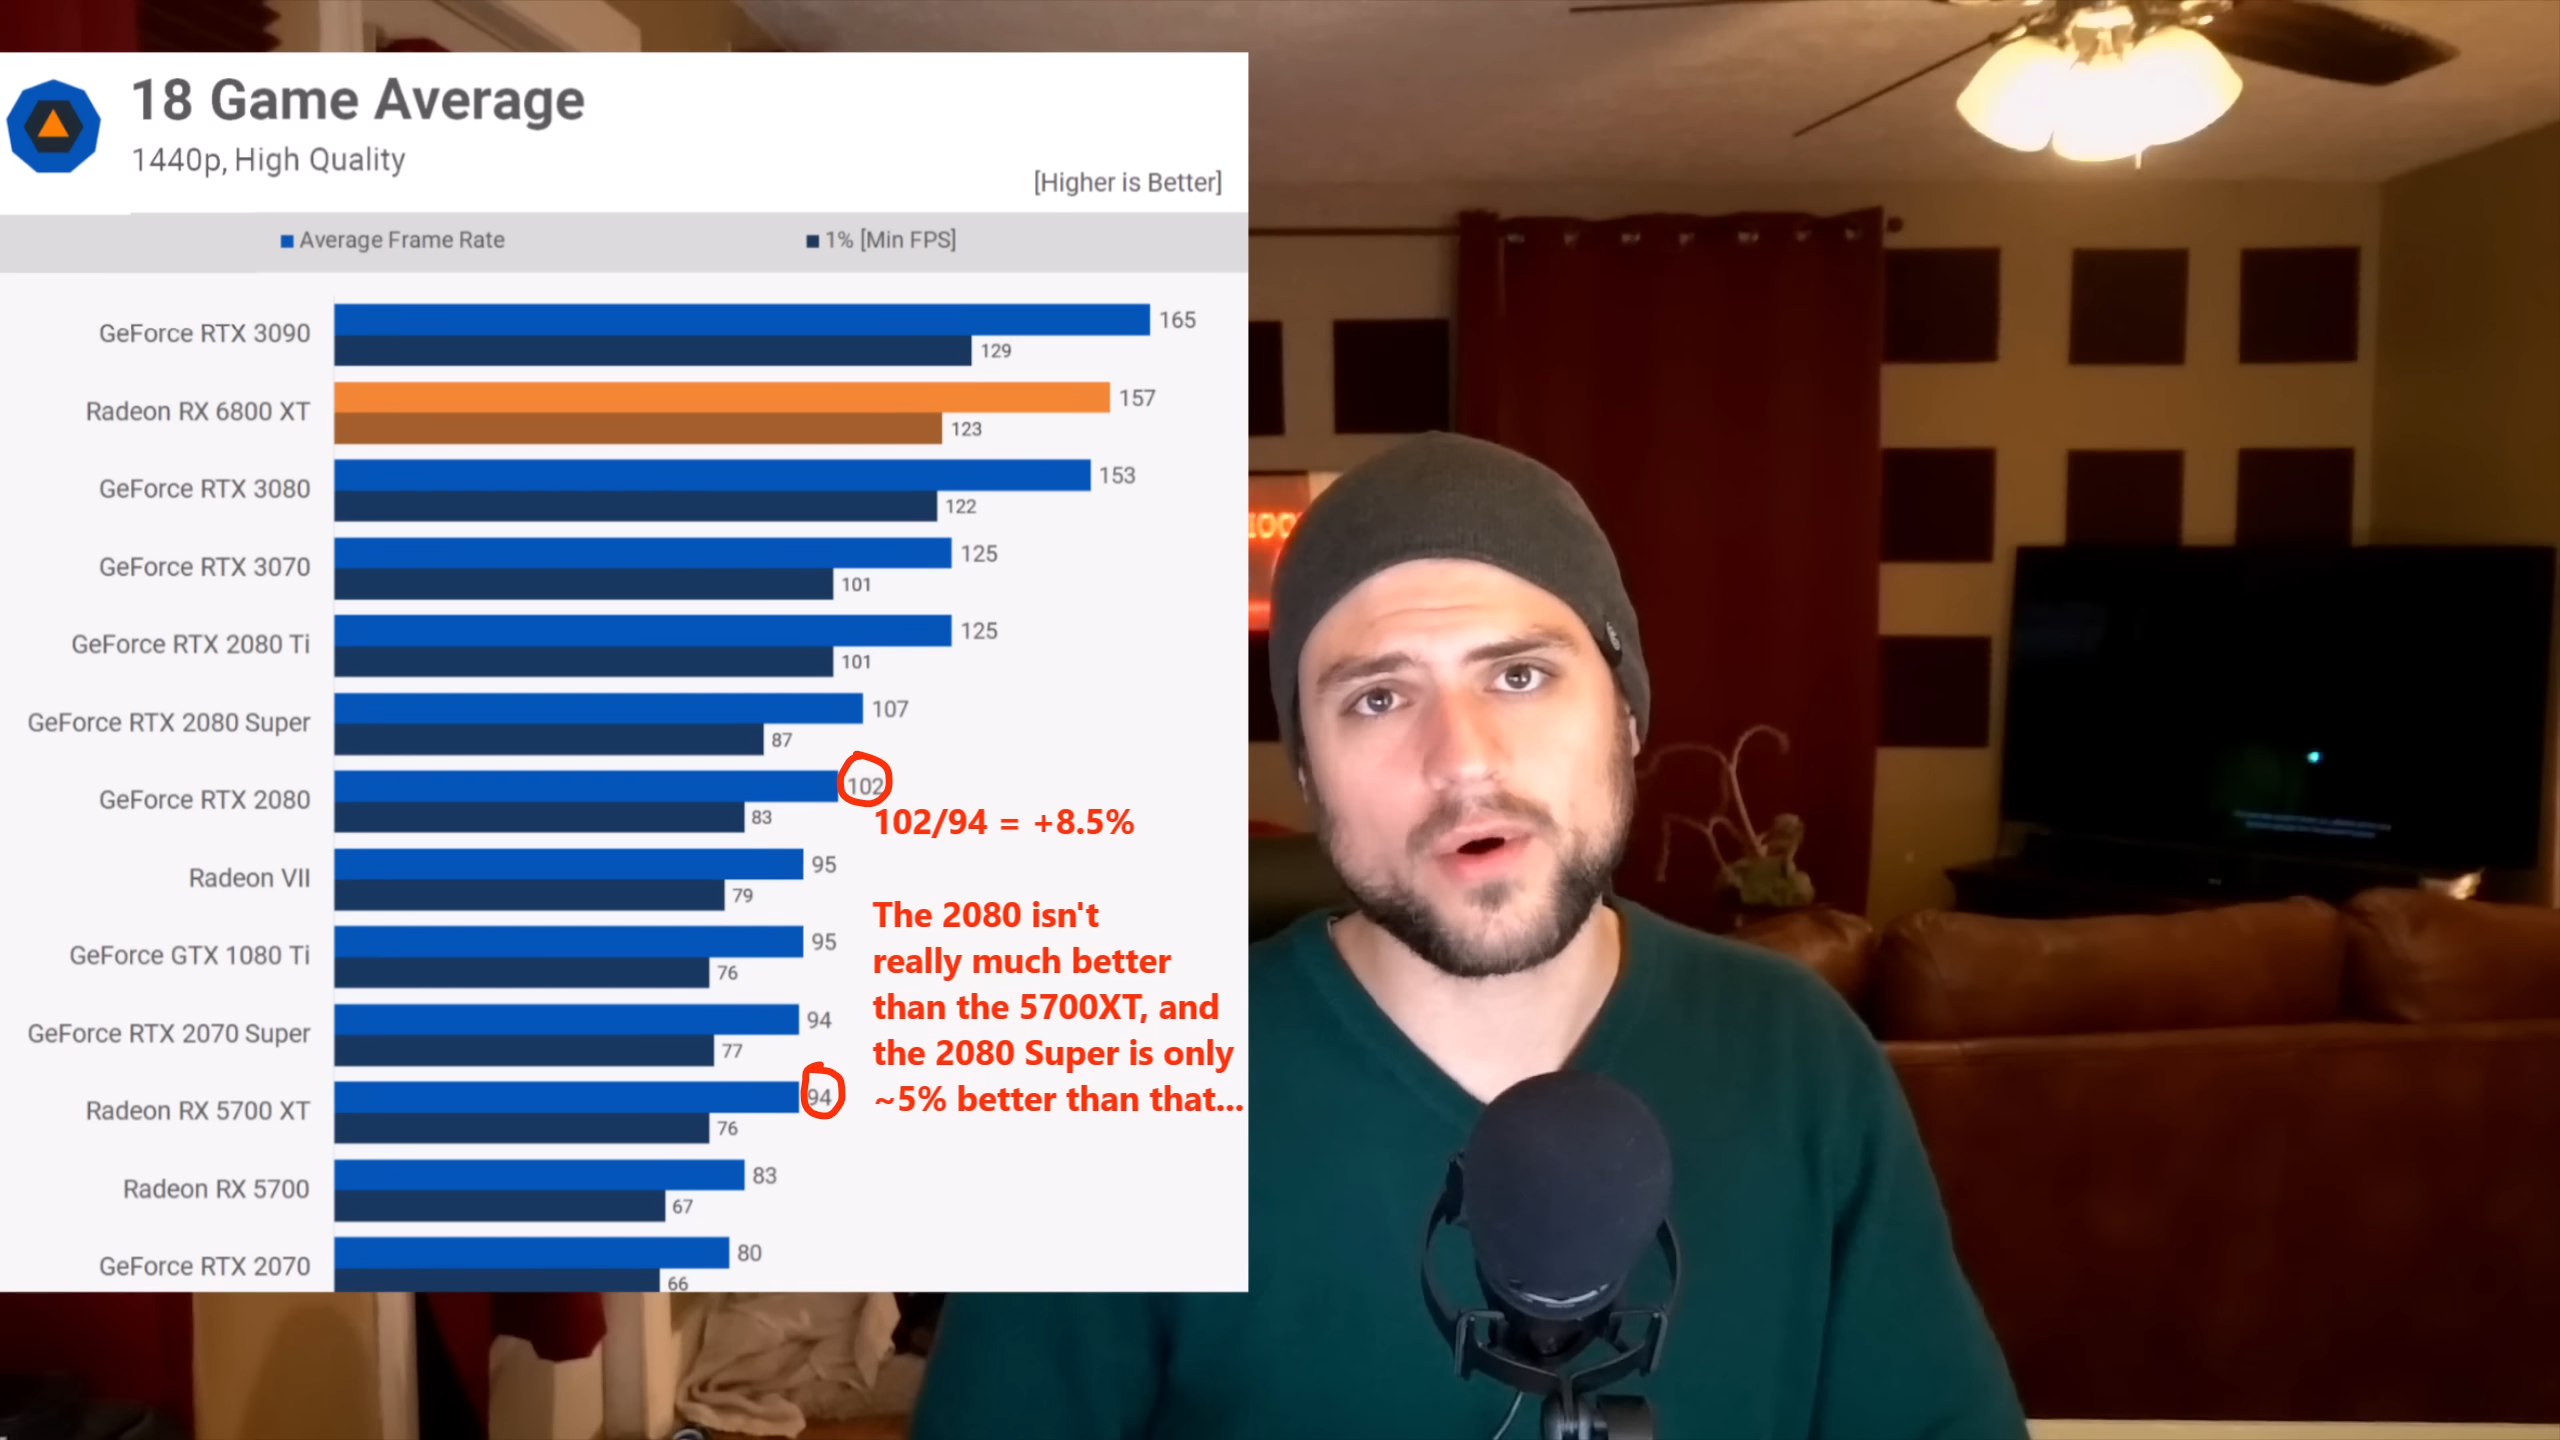 18 Game Average
1440p, High Quality
[Higher is Better]
Average Frame Rate
1% [Min FPS]
GeForce RTX 3090
165
129
Radeon RX 6800 XT
157
123
GeForce RTX 3080
153
122
GeForce RTX 3070
125
101
GeForce RTX 2080 Ti
125
101
GeForce RTX 2080 Super
107
87
GeForce RTX 2080
102
83
102/94 = +8.5%
Radeon VII
95
79
GeForce GTX 1080 Ti
95
76
GeForce RTX 2070 Super
94
77
Radeon RX 5700 XT
94
76
Radeon RX 5700
83
67
GeForce RTX 2070
80
66
The 2080 isn't
really much better
than the 5700XT, and
the 2080 Super is only
~5% better than that...